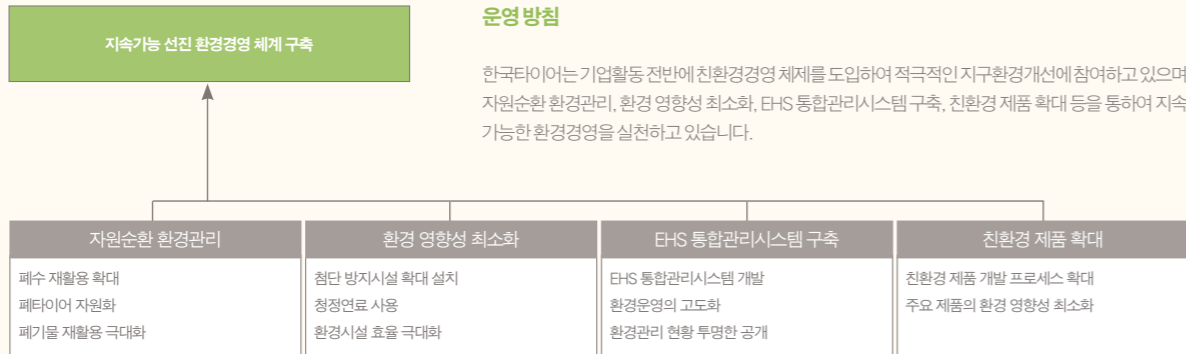 지속가능 선진 환경경영 체계 구축
운영 방침
한국타이어는 기업활동 전반에 친환경경영 체제를 도입하여 적극적인 지구환경개선에 참여하고 있으며
자원순환 환경관리, 환경 영향성 최소화, EHS 통합관리시스템 구축, 친환경 제품 확대 등을 통하여 지속
가능한 환경경영을 실천하고 있습니다.
자원순환 환경관리
폐수 재활용 확대
폐타이어 자원화
폐기물 재활용 극대화
환경 영향성 최소화
첨단 방지시설 확대 설치
청정연료 사용
환경시설 효율 극대화
EHS 통합관리시스템 구축
EHS 통합관리시스템 개발
환경운영의 고도화
환경관리 현황 투명한 공개
친환경 제품 확대
친환경 제품 개발 프로세스 확대
주요 제품의 환경 영향성 최소화